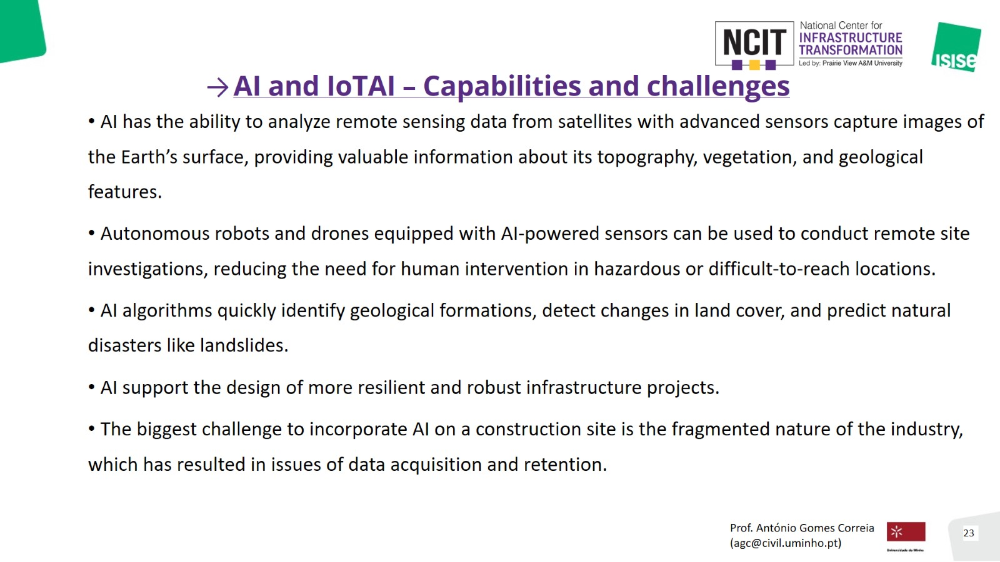 NCIT
National Center for
INFRASTRUCTURE
TRANSFORMATION
Led by: Prairie View A&M University
ISISE
→AI and IoTAI – Capabilities and challenges
• AI has the ability to analyze remote sensing data from satellites with advanced sensors capture images of
the Earth’s surface, providing valuable information about its topography, vegetation, and geological
features.
• Autonomous robots and drones equipped with AI-powered sensors can be used to conduct remote site
investigations, reducing the need for human intervention in hazardous or difficult-to-reach locations.
• AI algorithms quickly identify geological formations, detect changes in land cover, and predict natural
disasters like landslides.
• AI support the design of more resilient and robust infrastructure projects.
• The biggest challenge to incorporate AI on a construction site is the fragmented nature of the industry,
which has resulted in issues of data acquisition and retention.
Prof. António Gomes Correia
(agc@civil.uminho.pt)
Universidade do Minho
23